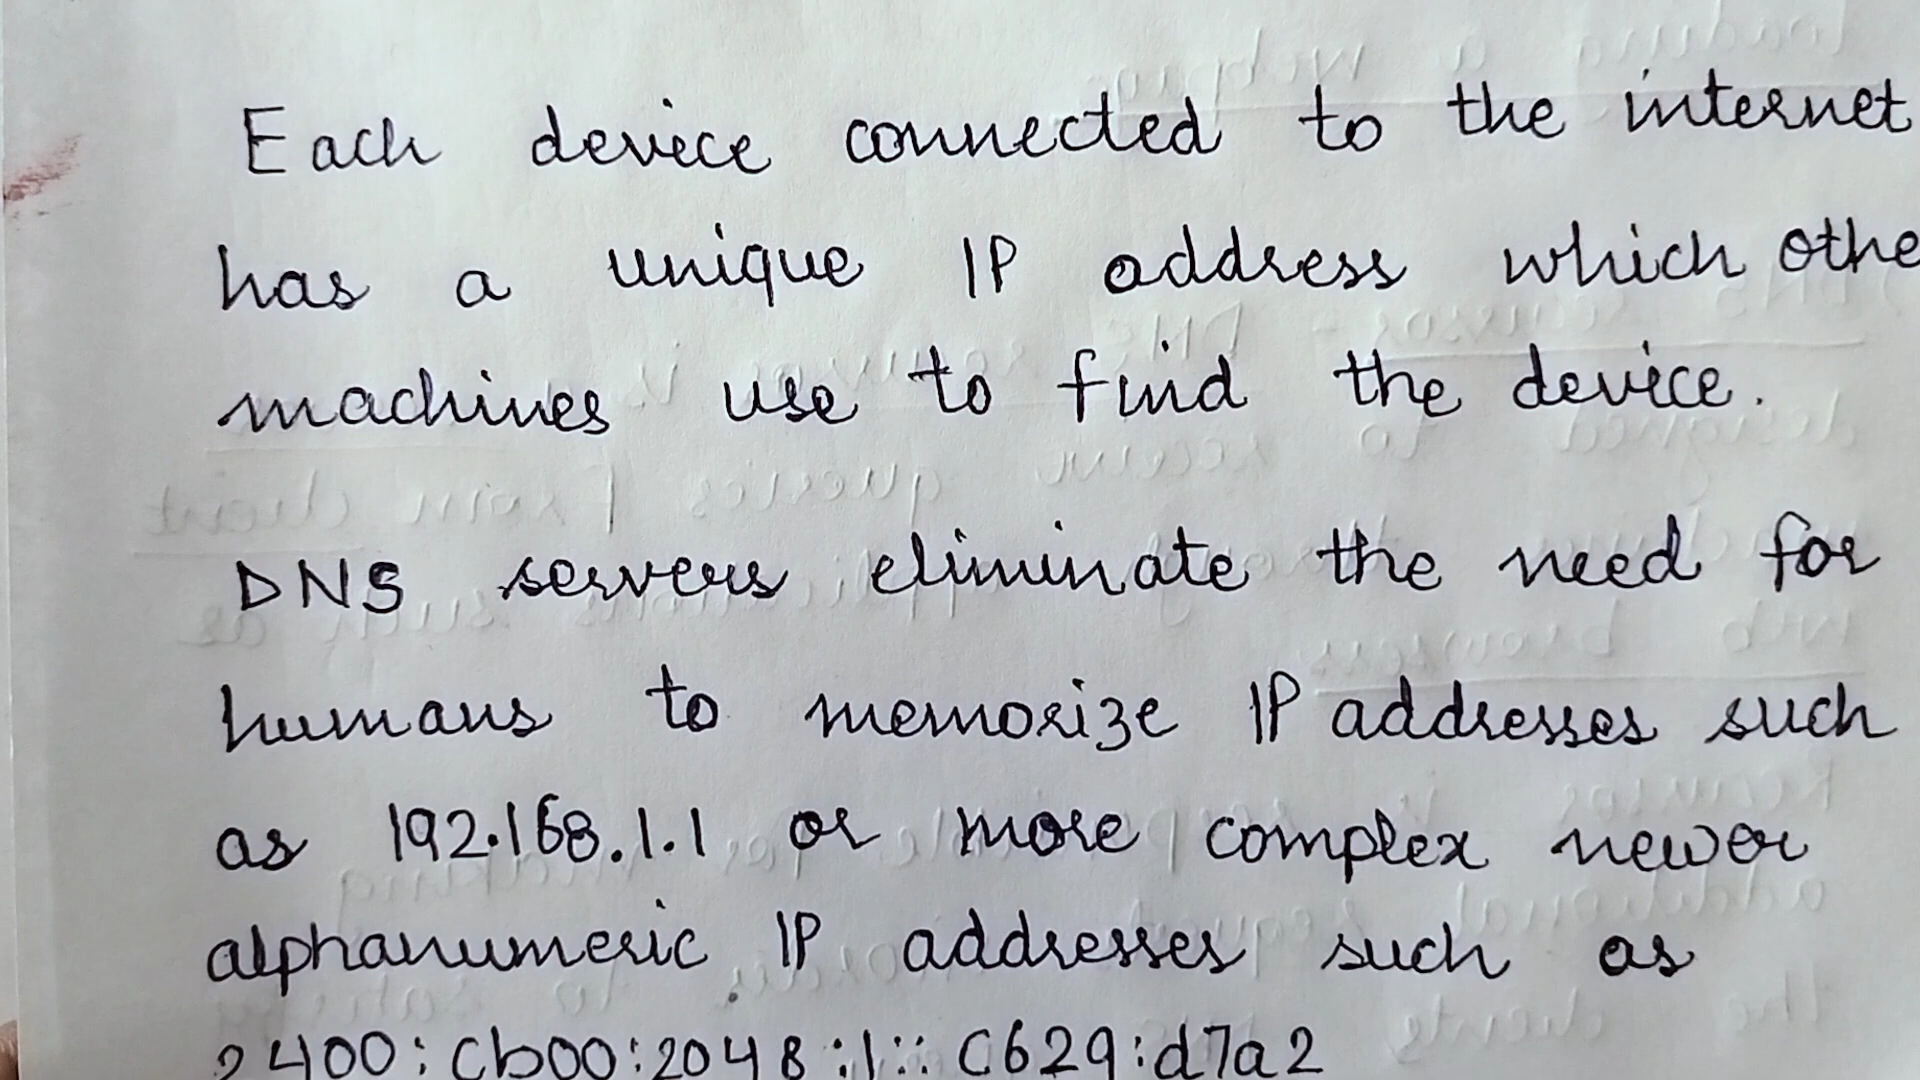 Each device connected to the internet
has a unique IP address which othe
machines use to find the device.
DNS servers eliminate the need for
humans to memorize IP addresses such
as 192.168.1.1 or more complex newer
alphanumeric IP addresses such as
2400:cb00:2048:1::c629:d7a2